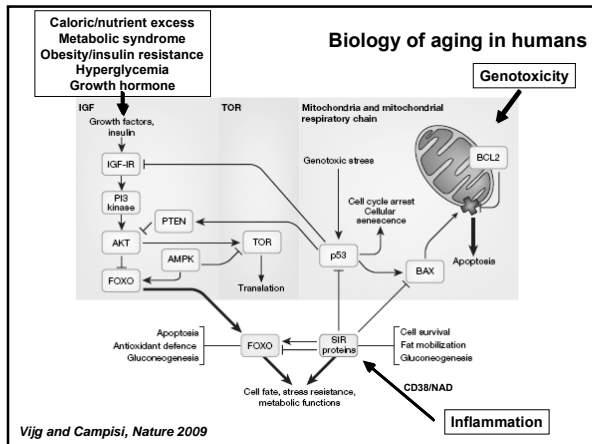 Caloric/nutrient excess
Metabolic syndrome
Obesity/insulin resistance
Hyperglycemia
Growth hormone
Biology of aging in humans
Genotoxicity
IGF
TOR
Mitochondria and mitochondrial
respiratory chain
Growth factors,
insulin
IGF-IR
PI3
kinase
PTEN
AKT
TOR
AMPK
FOXO
Translation
Genotoxic stress
Cell cycle arrest
Cellular
senescence
p53
BAX
BCL2
Apoptosis
Apoptosis
Antioxidant defence
Gluconeogenesis
FOXO
SIR
proteins
Cell survival
Fat mobilization
Gluconeogenesis
Cell fate, stress resistance,
metabolic functions
CD38/NAD
Inflammation
Vijg and Campisi, Nature 2009